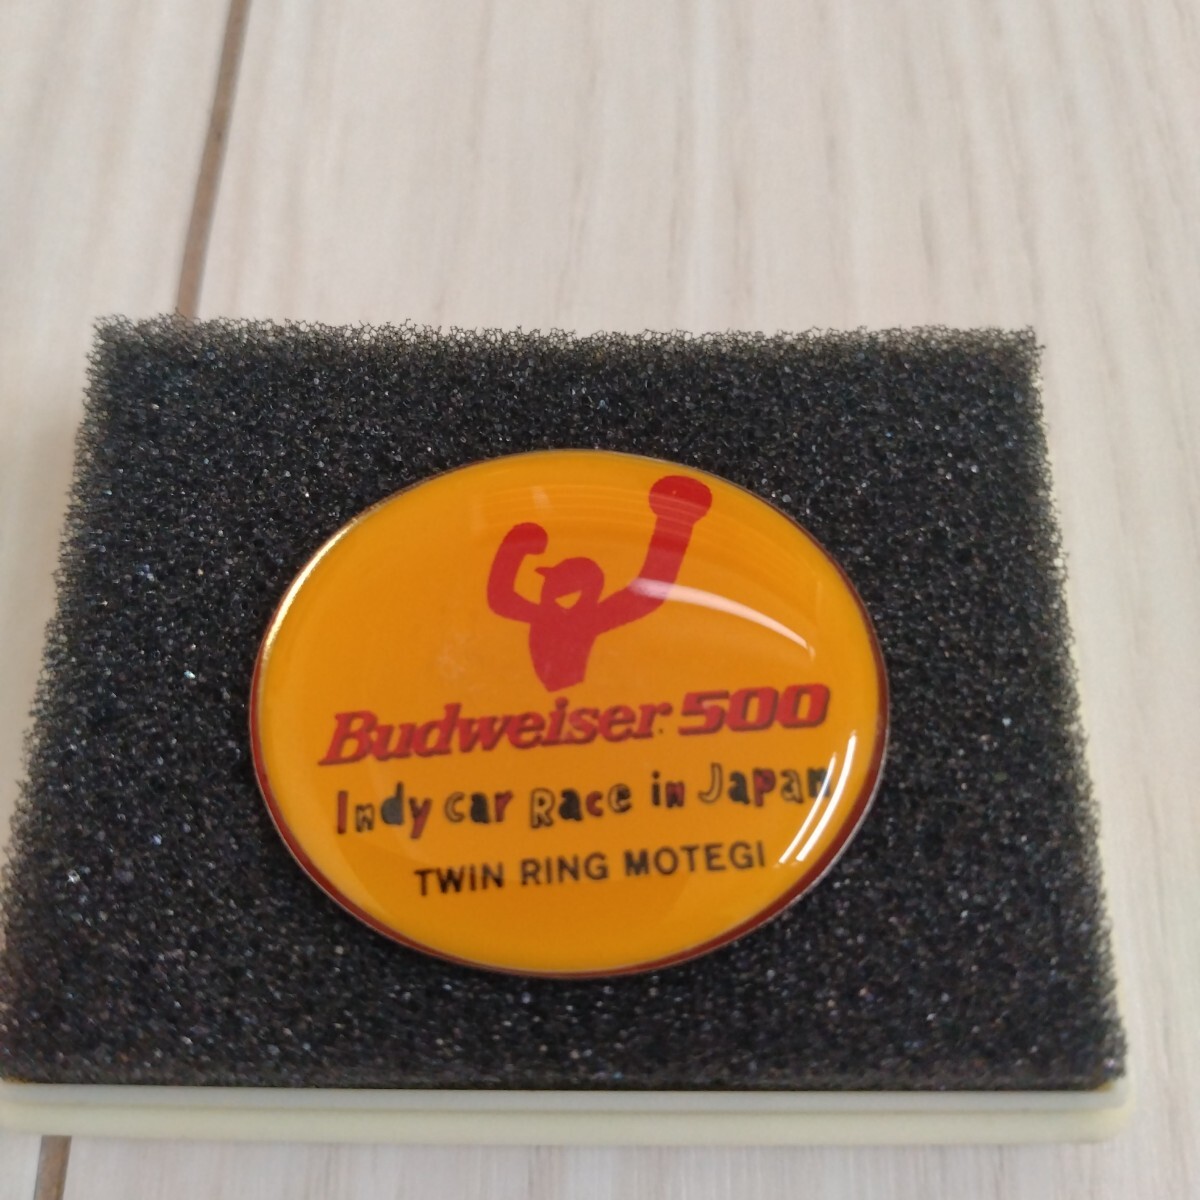 Budweiser 500
Indy car Race in Japan
TWIN RING MOTEGI